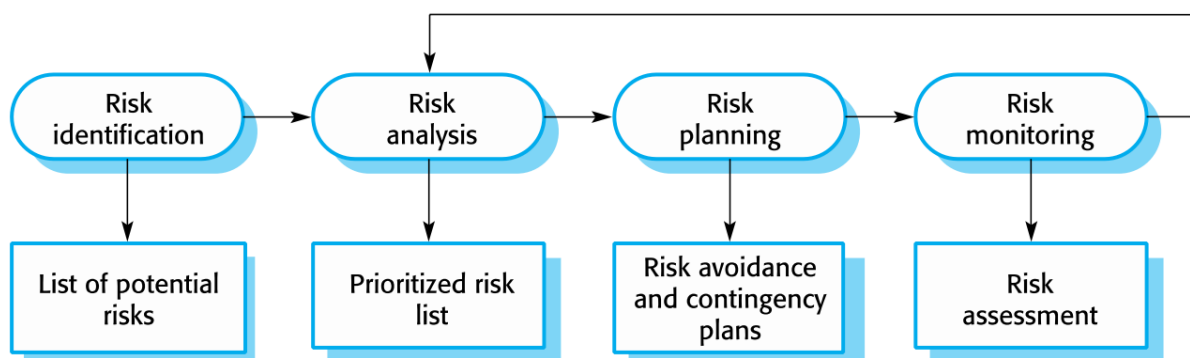 Risk
identification
Risk
analysis
Risk
planning
Risk
monitoring
List of potential
risks
Prioritized risk
list
Risk avoidance
and contingency
plans
Risk
assessment